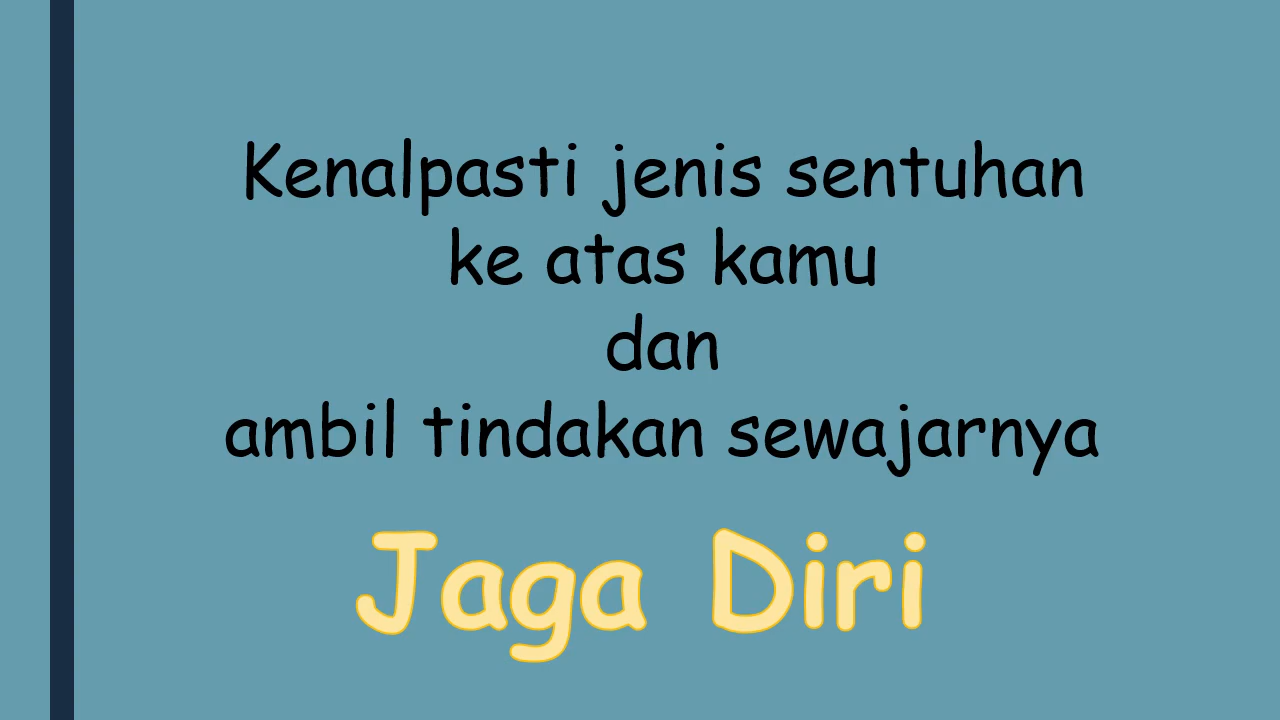 Kenalpasti jenis sentuhan
ke atas kamu
dan
ambil tindakan sewajarnya
Jaga Diri